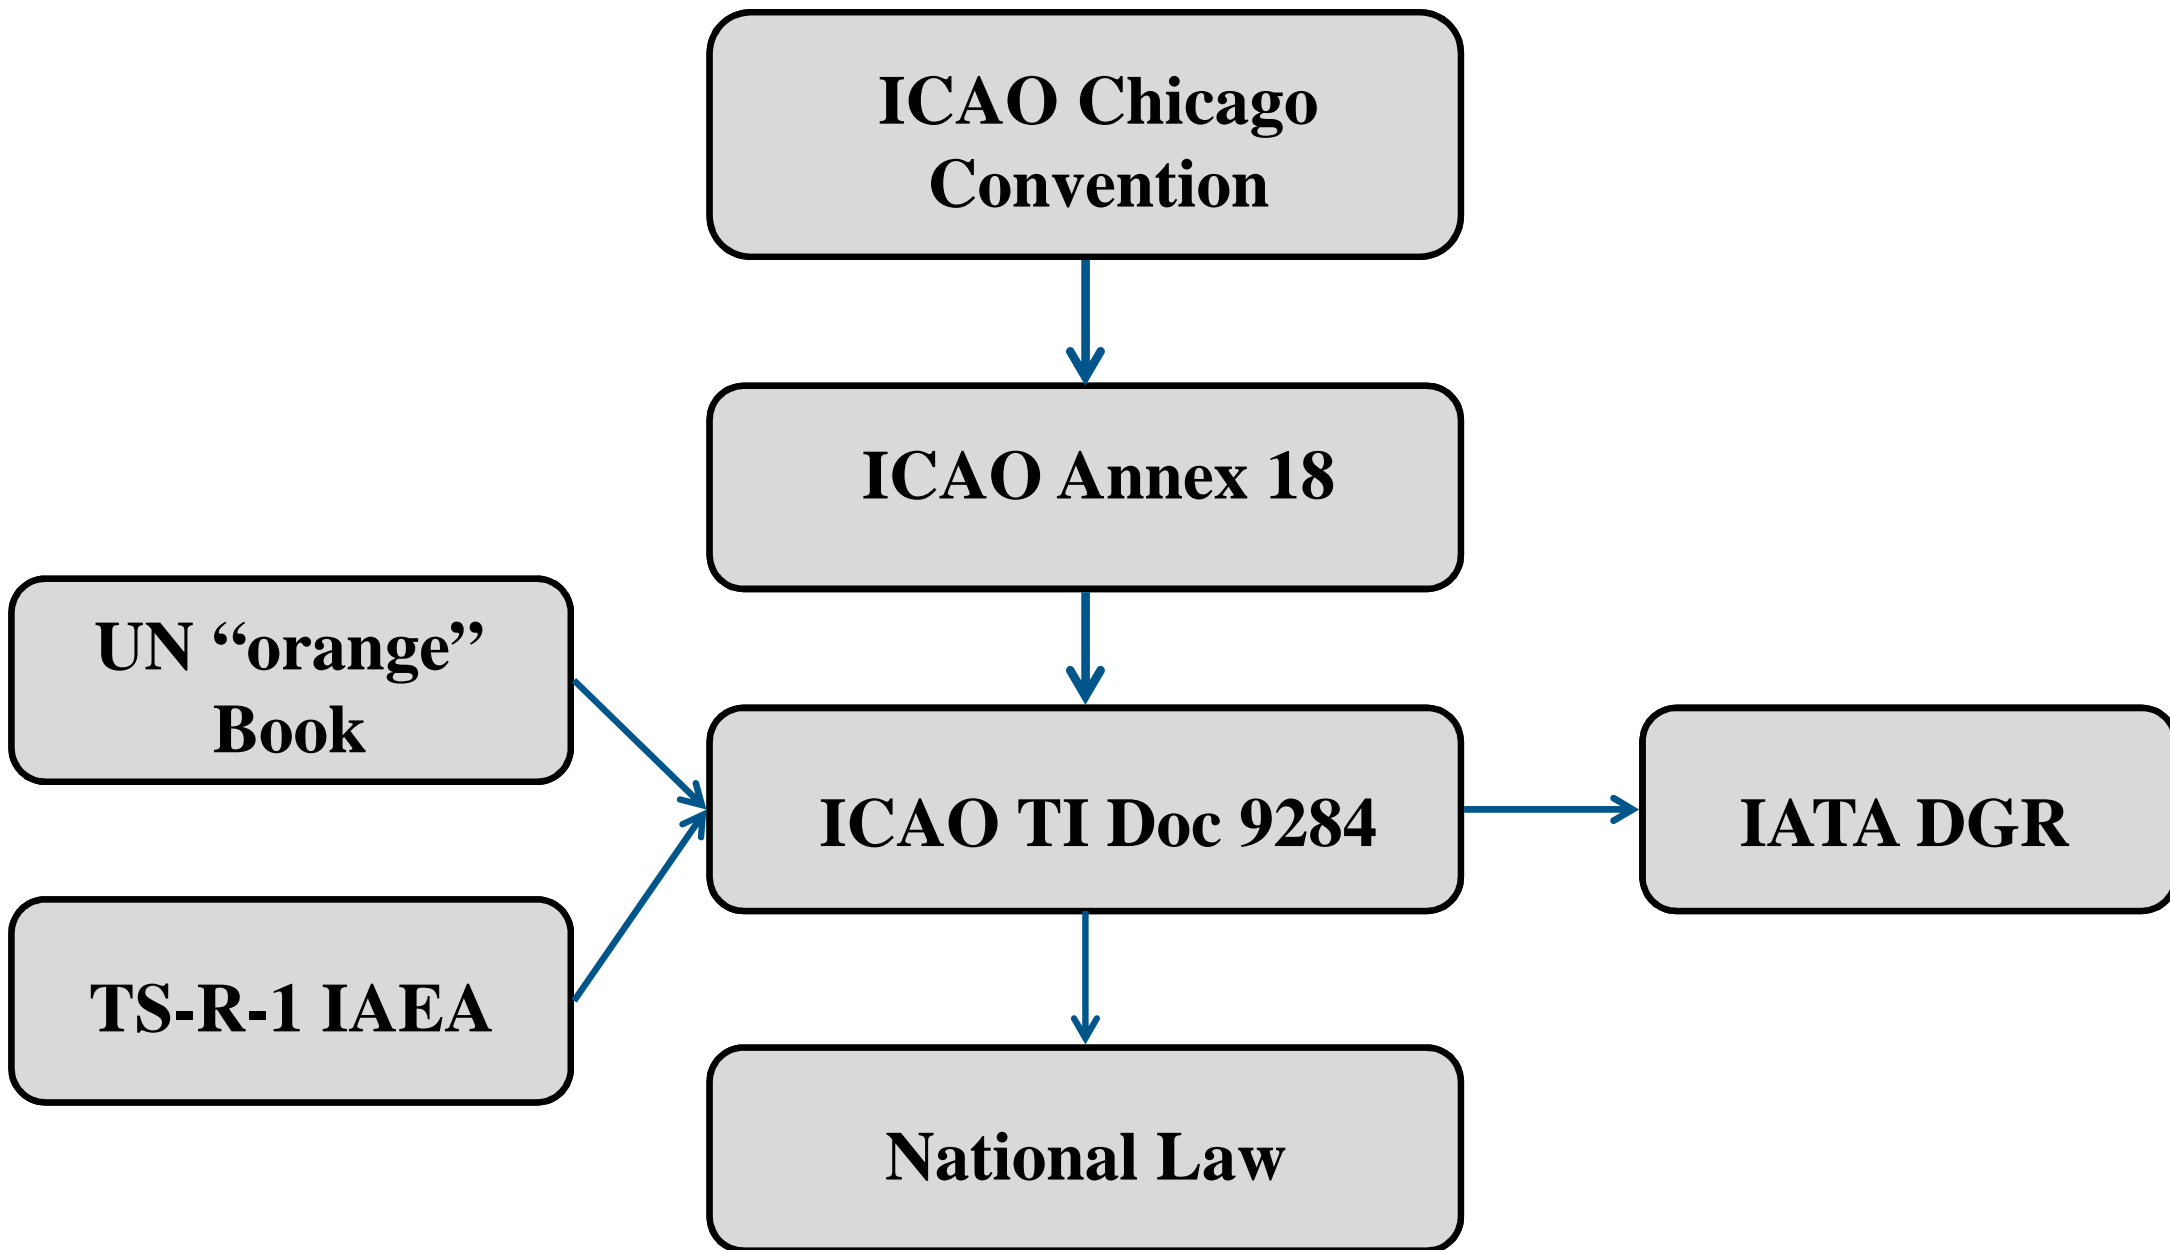 ICAO Chicago
Convention
ICAO Annex 18
UN “orange”
Book
ICAO TI Doc 9284
IATA DGR
TS-R-1 IAEA
National Law